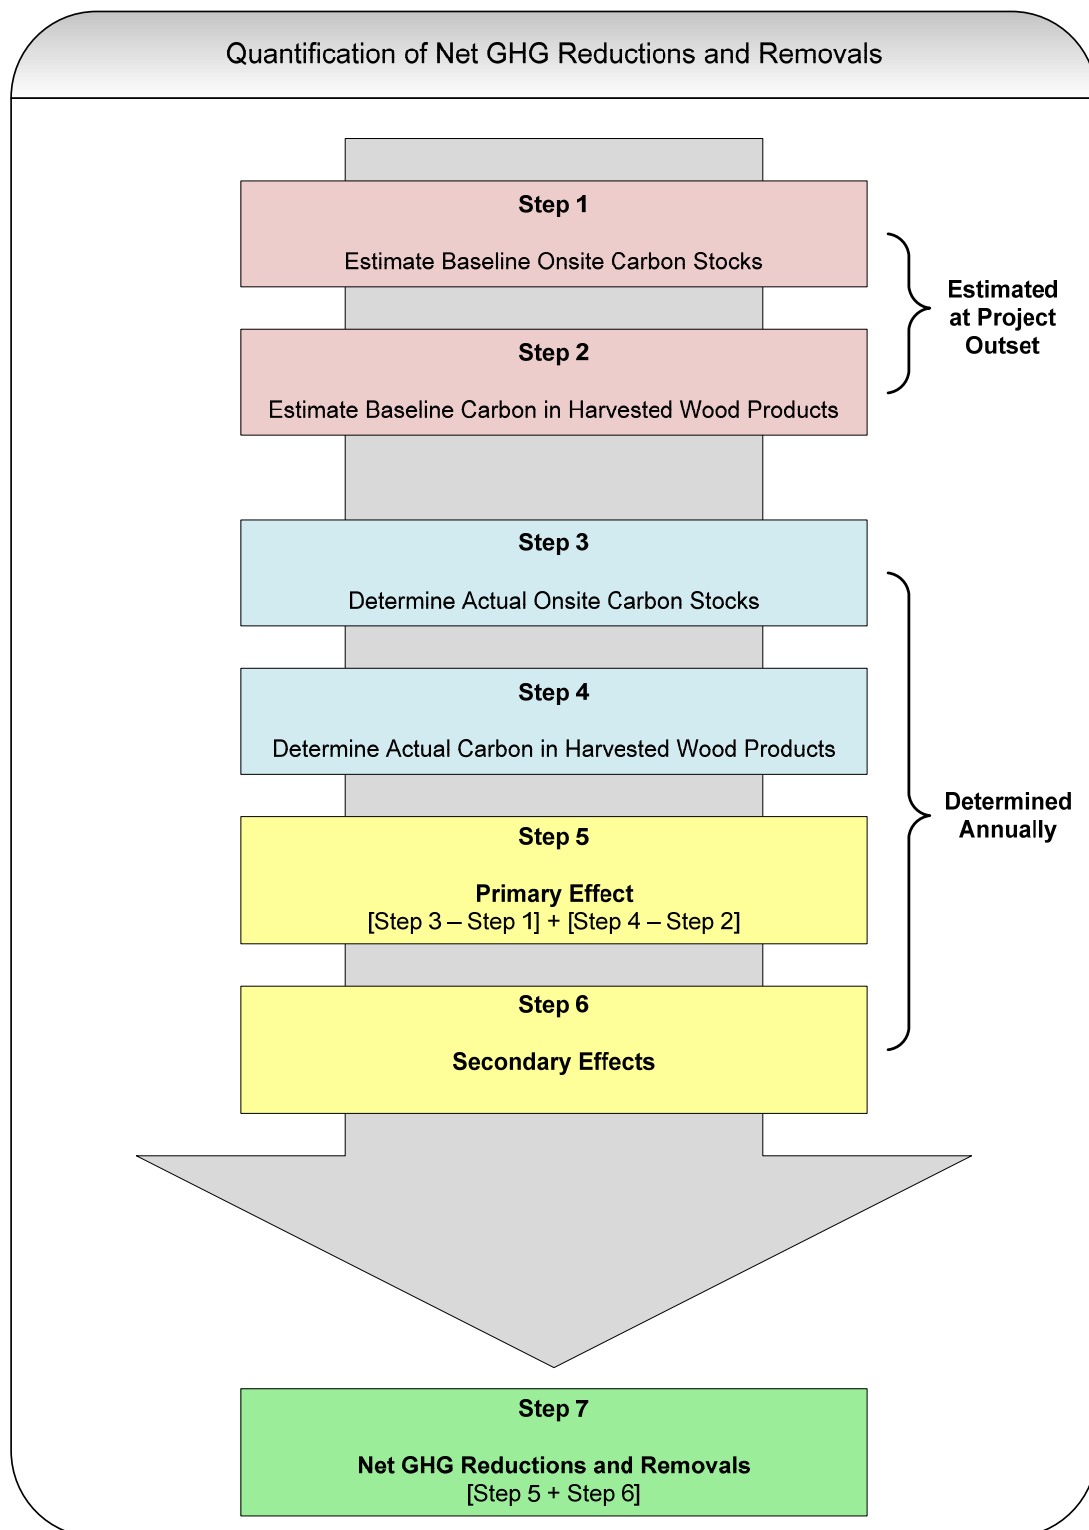 Quantification of Net GHG Reductions and Removals
Step 1
Estimate Baseline Onsite Carbon Stocks
Step 2
Estimate Baseline Carbon in Harvested Wood Products
Estimated
at Project
Outset
Step 3
Determine Actual Onsite Carbon Stocks
Step 4
Determine Actual Carbon in Harvested Wood Products
Step 5
Primary Effect
[Step 3 – Step 1] + [Step 4 – Step 2]
Step 6
Secondary Effects
Determined
Annually
Step 7
Net GHG Reductions and Removals
[Step 5 + Step 6]